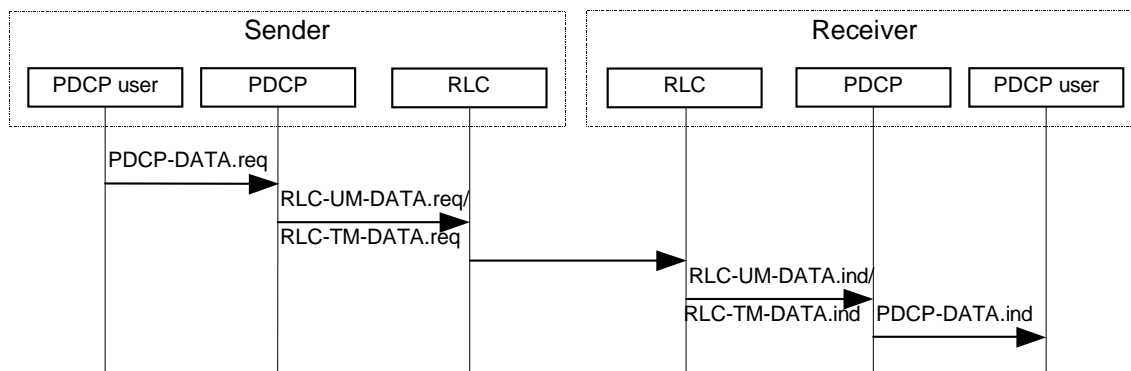 Sender
Receiver
PDCP user
PDCP
RLC
RLC
PDCP
PDCP user
PDCP-DATA.req
RLC-UM-DATA.req/
RLC-TM-DATA.req
RLC-UM-DATA.ind/
RLC-TM-DATA.ind
PDCP-DATA.ind